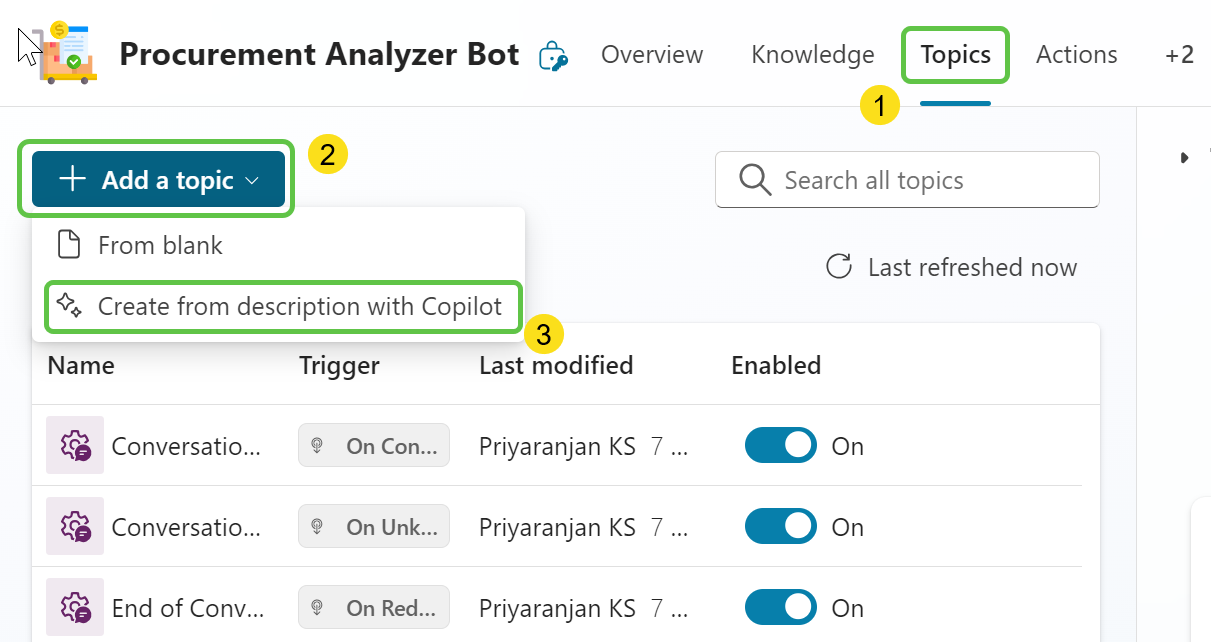 Procurement Analyzer Bot Overview Knowledge Topics Actions +2
1
+ Add a topic 2
Search all topics
From blank
Last refreshed now
Create from description with Copilot
3
Name Trigger Last modified Enabled
Conversatio... On Con... Priyaranjan KS 7 ... On
Conversatio... On Unk... Priyaranjan KS 7 ... On
End of Conv... On Red... Priyaranjan KS 7 ... On